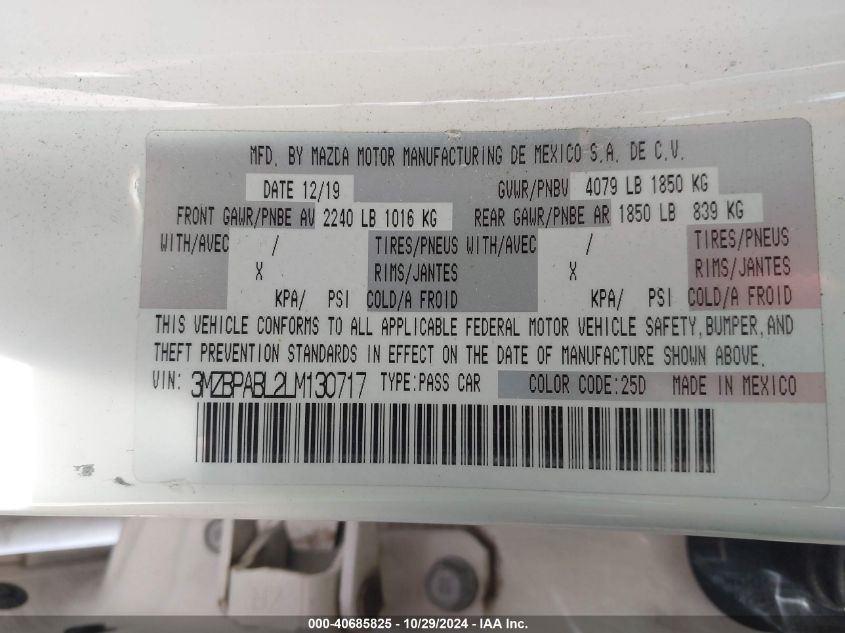 MFD. BY MAZDA MOTOR MANUFACTURING DE MEXICO S.A. DE C.V.
DATE 12/19 GVWR/PNBV 4079 LB 1850 KG
FRONT GAWR/PNBE AV 2240 LB 1016 KG REAR GAWR/PNBE AR 1850 LB 839 KG
WITH/AVEC / TIRES/PNEUS WITH/AVEC / TIRES/PNEUS
X RIMS/JANTES X RIMS/JANTES
KPA/ PSI COLD/A FROID KPA/ PSI COLD/A FROID
THIS VEHICLE CONFORMS TO ALL APPLICABLE FEDERAL MOTOR VEHICLE SAFETY, BUMPER, AND
THEFT PREVENTION STANDARDS IN EFFECT ON THE DATE OF MANUFACTURE SHOWN ABOVE.
VIN: 3MZBPABL2LM130717 TYPE:PASS CAR COLOR CODE:25D MADE IN MEXICO
000-40685825 - 10/29/2024 - IAA Inc.